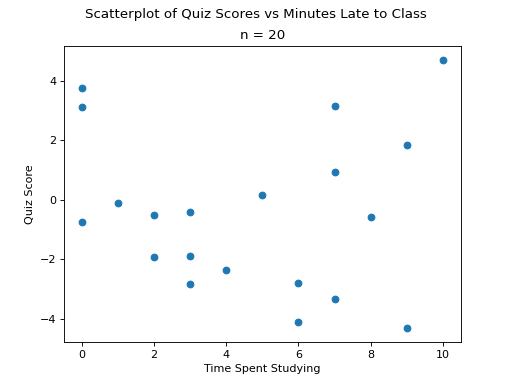 Scatterplot of Quiz Scores vs Minutes Late to Class
n = 20
4
2
0
−2
−4
Quiz Score
0 2 4 6 8 10
Time Spent Studying